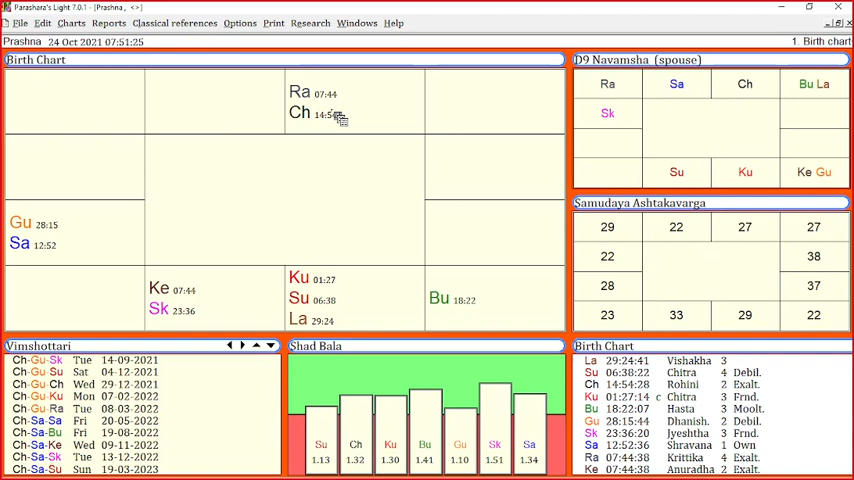 Parashara's Light 7.0.1 - [Prashna , <>]
File Edit Charts Reports Classical references Options Print Research Windows Help
Prashna 24 Oct 2021 07:51:25 1. Birth chart
Birth Chart
Ra 07:44
Ch
Gu 28:15
Sa 12:52
Ke 07:44
Sk 23:36
Ku 01:27
Su 06:38
La 29:24
Bu 18:22
D9 Navamsha (spouse)
Ra Sa Ch Bu La
Sk
Su Ku Ke Gu
Samudaya Ashtakavarga
29 22 27 27
22 38
28 37
23 33 29 22
Vimshottari
Ch-Gu-Sk Tue 14-09-2021
Ch-Gu-Su Sat 04-12-2021
Ch-Gu-Ch Wed 29-12-2021
Ch-Gu-Ku Mon 07-02-2022
Ch-Gu-Ra Tue 08-03-2022
Ch-Sa-Sa Fri 20-05-2022
Ch-Sa-Bu Fri 19-08-2022
Ch-Sa-Ke Wed 09-11-2022
Ch-Sa-Sk Tue 13-12-2022
Ch-Sa-Su Sun 19-03-2023
Shad Bala
Su Ch Ku Bu Gu Sk Sa
1.13 1.32 1.30 1.41 1.10 1.51 1.34
Birth Chart
La 29:24:41 Vishakha 3
Su 06:38:22 Chitra 4 Debil.
Ch 14:54:28 Rohini 2 Exalt.
Ku 01:27:14 c Chitra 3 Frnd.
Bu 18:22:07 Hasta 3 Moolt.
Gu 28:15:44 Dhanish. 2 Debil.
Sk 23:36:20 Jyeshtha 3 Frnd.
Sa 12:52:36 Shravana 1 Own
Ra 07:44:38 Krittika 4 Exalt.
Ke 07:44:38 Anuradha 2 Exalt.